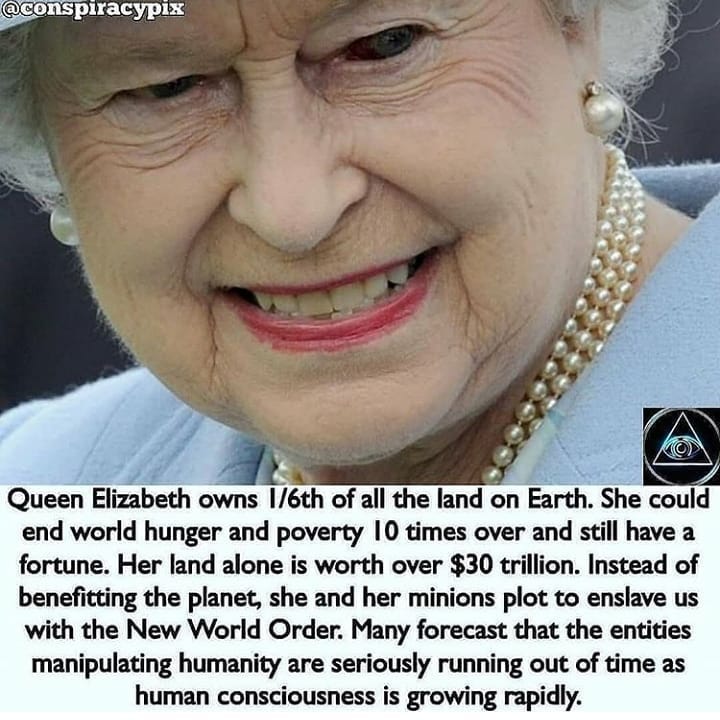 @conspiracypix
Queen Elizabeth owns 1/6th of all the land on Earth. She could
end world hunger and poverty 10 times over and still have a
fortune. Her land alone is worth over $30 trillion. Instead of
benefitting the planet, she and her minions plot to enslave us
with the New World Order. Many forecast that the entities
manipulating humanity are seriously running out of time as
human consciousness is growing rapidly.